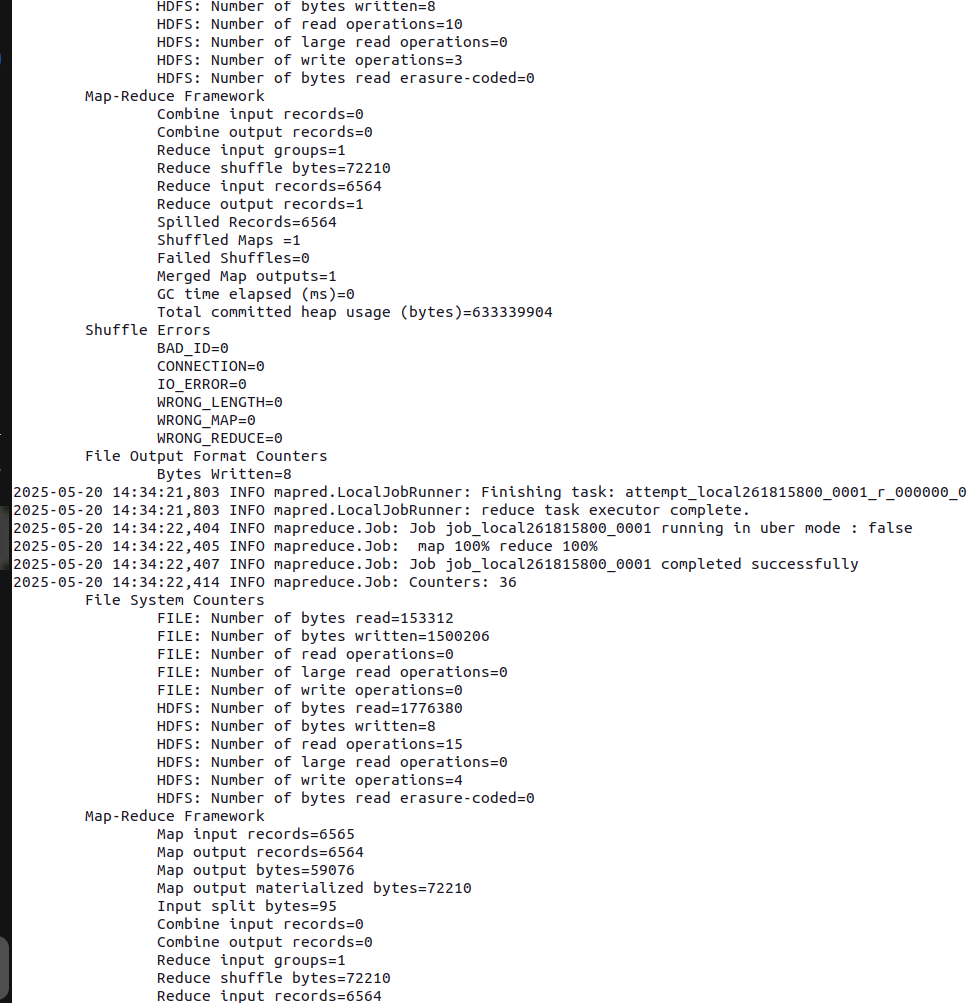 HDFS: Number of bytes written=8
HDFS: Number of read operations=10
HDFS: Number of large read operations=0
HDFS: Number of write operations=3
HDFS: Number of bytes read erasure-coded=0
Map-Reduce Framework
Combine input records=0
Combine output records=0
Reduce input groups=1
Reduce shuffle bytes=72210
Reduce input records=6564
Reduce output records=1
Spilled Records=6564
Shuffled Maps =1
Failed Shuffles=0
Merged Map outputs=1
GC time elapsed (ms)=0
Total committed heap usage (bytes)=633339904
Shuffle Errors
BAD_ID=0
CONNECTION=0
IO_ERROR=0
WRONG_LENGTH=0
WRONG_MAP=0
WRONG_REDUCE=0
File Output Format Counters
Bytes Written=8
2025-05-20 14:34:21,803 INFO mapred.LocalJobRunner: Finishing task: attempt_local261815800_0001_r_000000_0
2025-05-20 14:34:21,803 INFO mapred.LocalJobRunner: reduce task executor complete.
2025-05-20 14:34:22,404 INFO mapreduce.Job: Job job_local261815800_0001 running in uber mode : false
2025-05-20 14:34:22,405 INFO mapreduce.Job:  map 100% reduce 100%
2025-05-20 14:34:22,407 INFO mapreduce.Job: Job job_local261815800_0001 completed successfully
2025-05-20 14:34:22,414 INFO mapreduce.Job: Counters: 36
File System Counters
FILE: Number of bytes read=153312
FILE: Number of bytes written=1500206
FILE: Number of read operations=0
FILE: Number of large read operations=0
FILE: Number of write operations=0
HDFS: Number of bytes read=1776380
HDFS: Number of bytes written=8
HDFS: Number of read operations=15
HDFS: Number of large read operations=0
HDFS: Number of write operations=4
HDFS: Number of bytes read erasure-coded=0
Map-Reduce Framework
Map input records=6565
Map output records=6564
Map output bytes=59076
Map output materialized bytes=72210
Input split bytes=95
Combine input records=0
Combine output records=0
Reduce input groups=1
Reduce shuffle bytes=72210
Reduce input records=6564